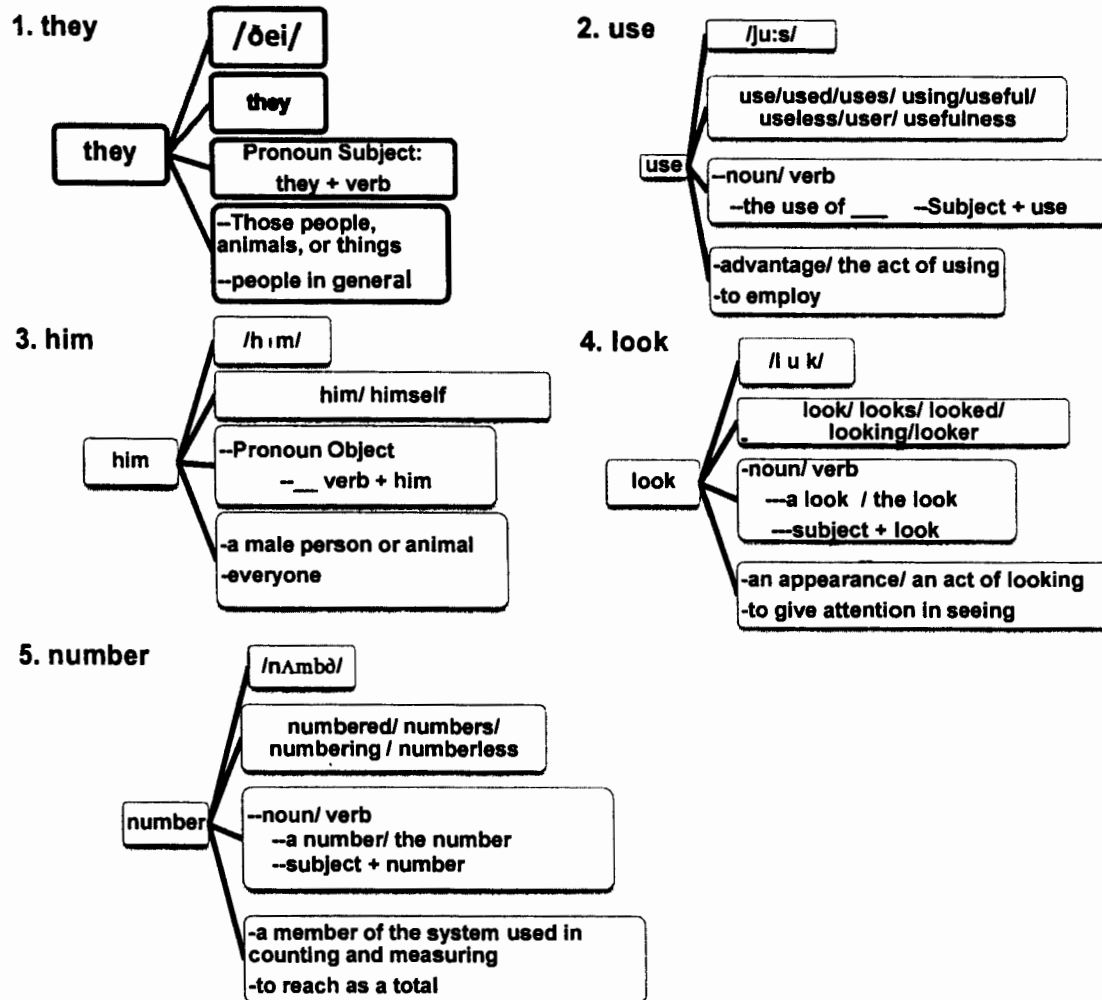 1. they
/ðei/
they
they
Pronoun Subject:
they + verb
--Those people,
animals, or things
--people in general
2. use
/ju:s/
use/used/uses/ using/useful/
useless/user/ usefulness
use
--noun/ verb
--the use of ___ --Subject + use
-advantage/ the act of using
-to employ
3. him
/hım/
him/ himself
him
--Pronoun Object
--__ verb + him
-a male person or animal
-everyone
4. look
/l u k/
look/ looks/ looked/
looking/looker
look
-noun/ verb
---a look / the look
---subject + look
-an appearance/ an act of looking
-to give attention in seeing
5. number
/nʌmbə/
numbered/ numbers/
numbering / numberless
number
--noun/ verb
--a number/ the number
--subject + number
-a member of the system used in
counting and measuring
-to reach as a total